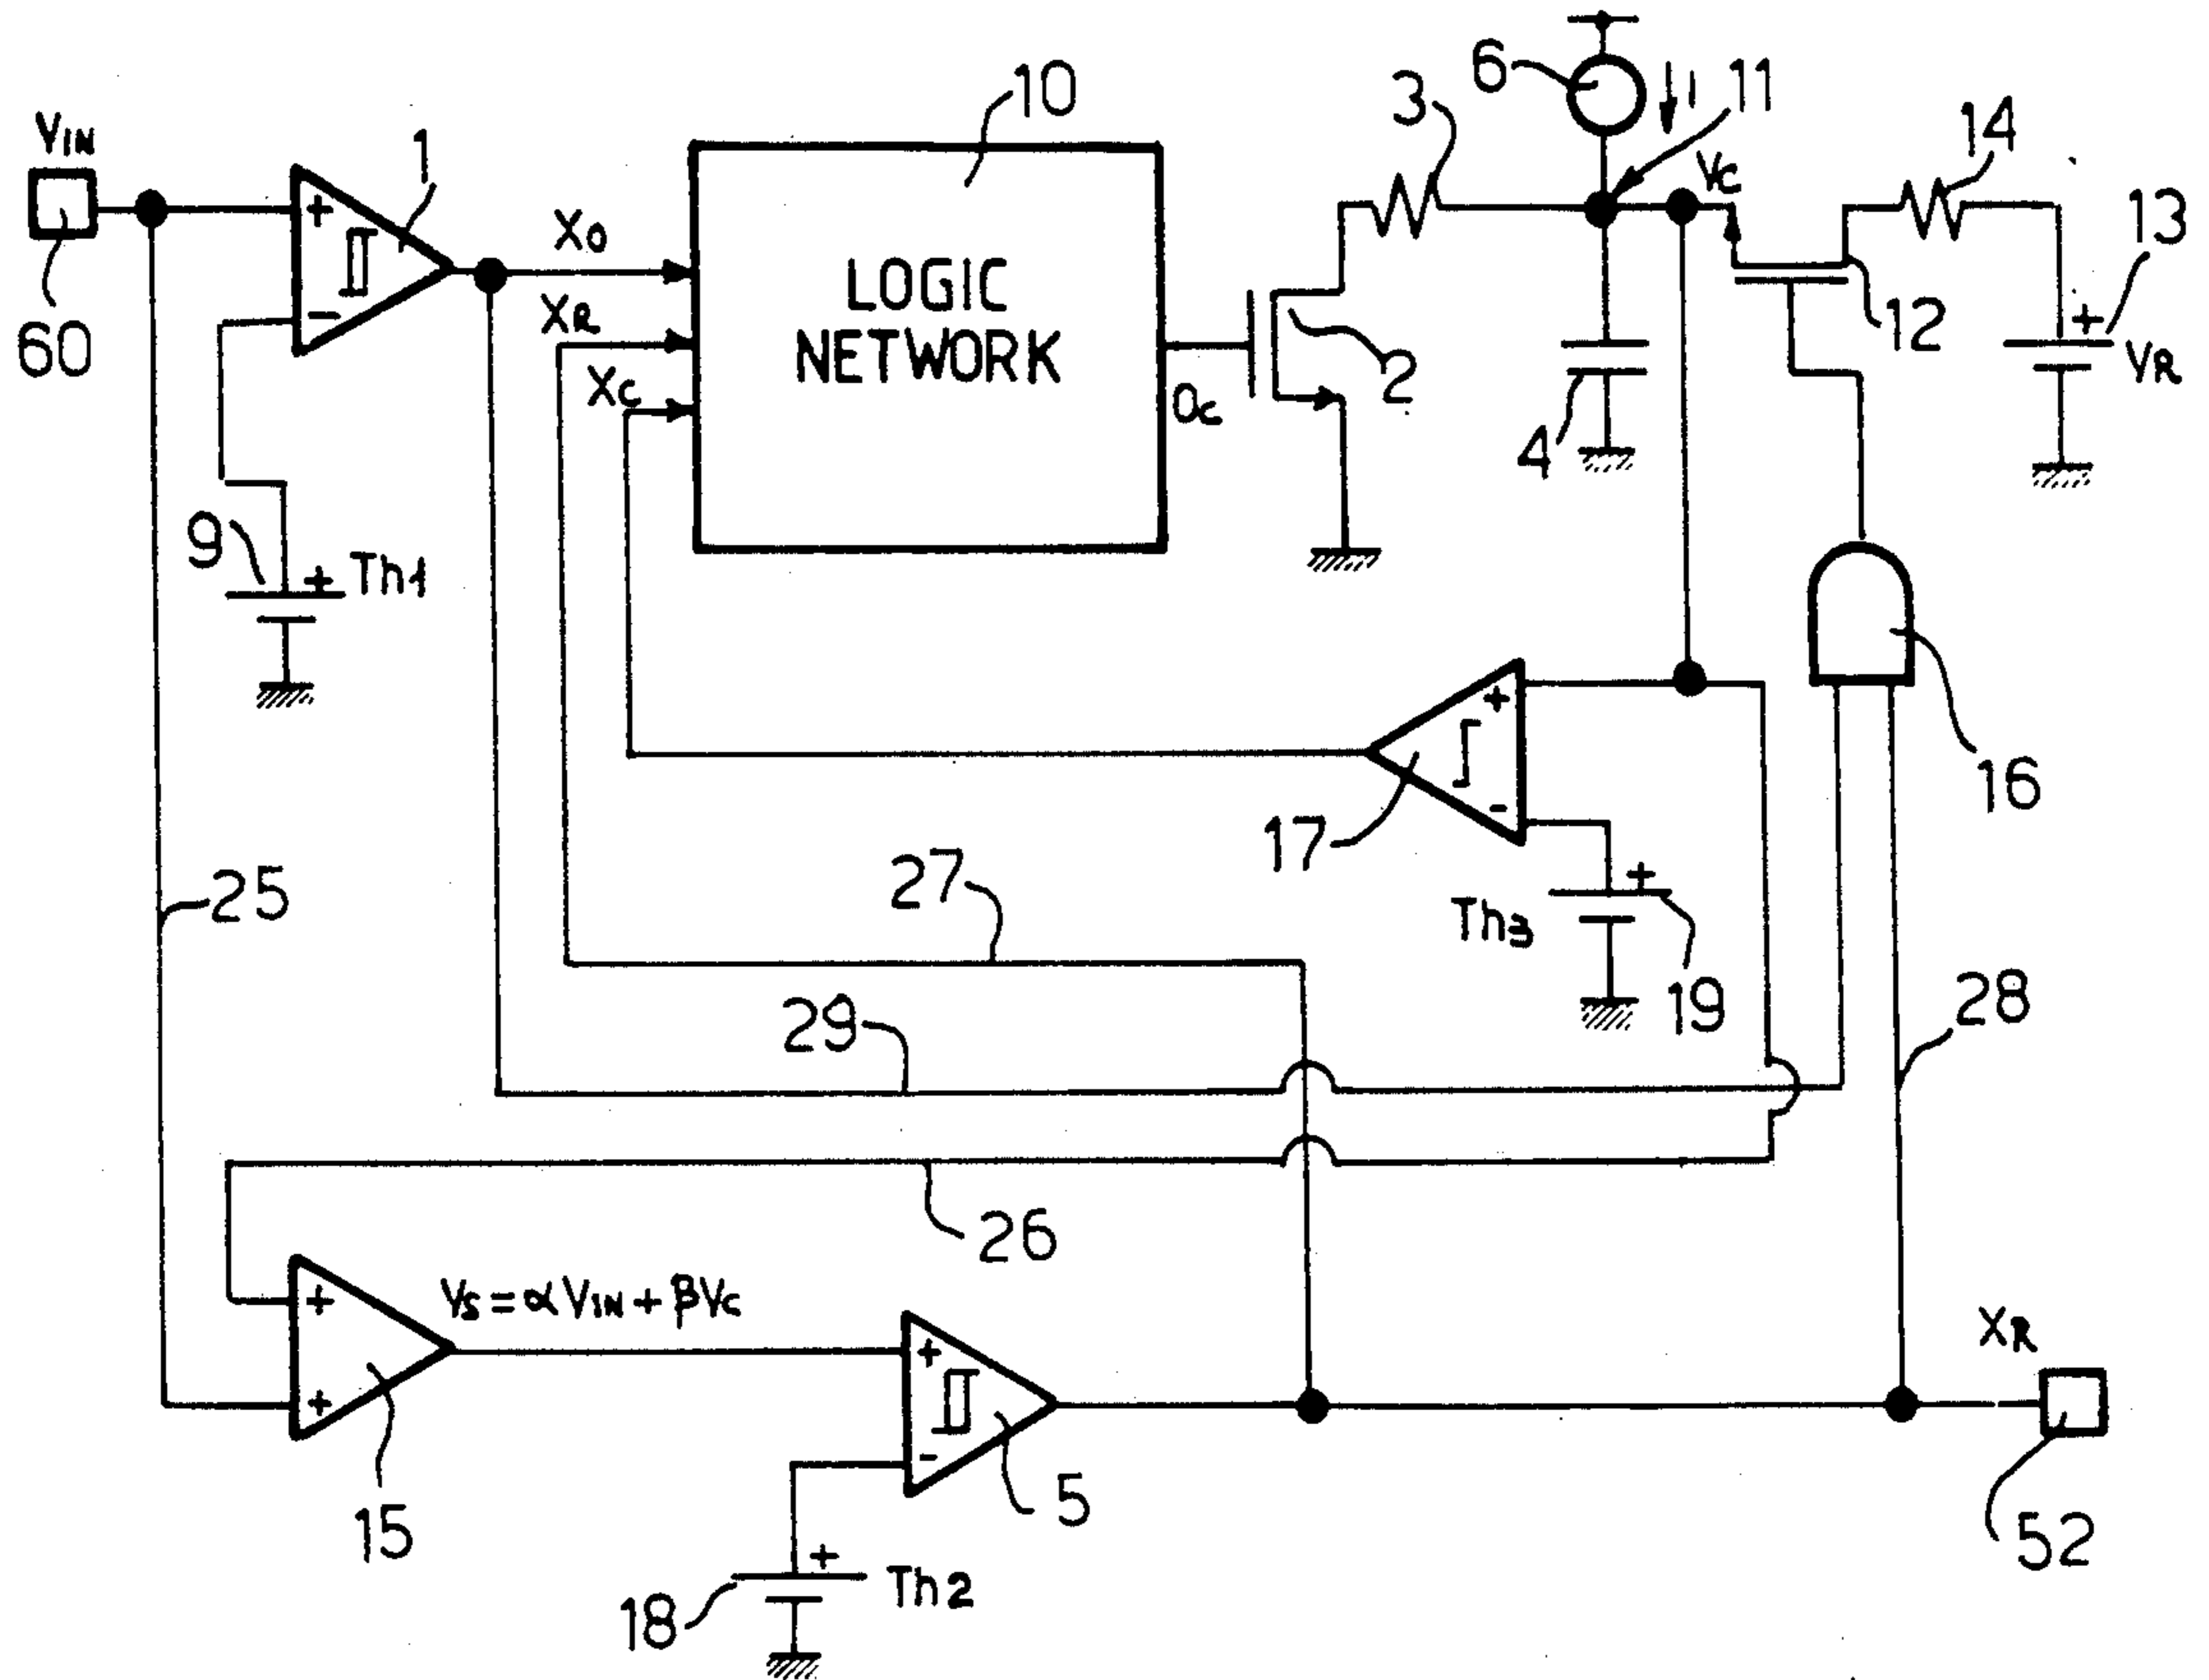 6
I
11
10
3
14
VIN
1
VC
13
+
XO
LOGIC
NETWORK
XR
12
+
60
−
XC
2
VR
OC
4
9
+
Th1
+
16
17
−
27
+
25
Th3
19
28
29
26
+
VS = αVIN + βVC
XR
+
+
−
5
15
52
+
Th2
18